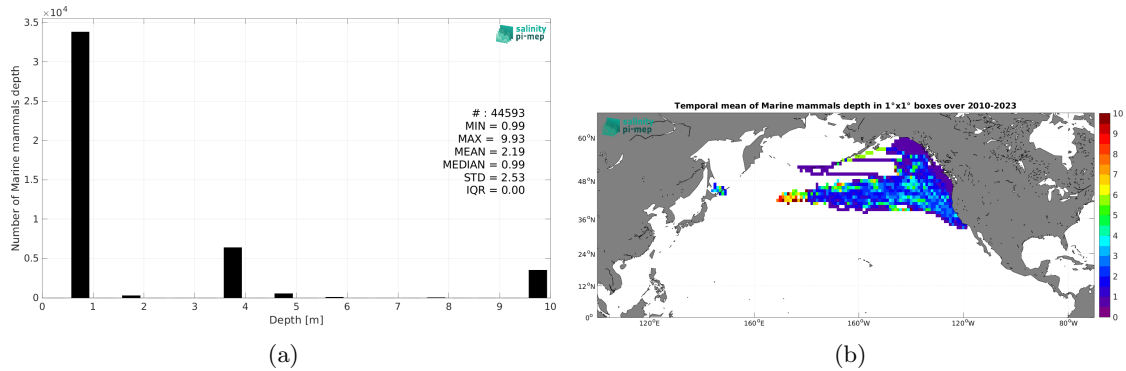 ×10⁴
3.5
3
2.5
2
1.5
1
0.5
0
Number of Marine mammals depth
salinity
pi-mep
# : 44593
MIN = 0.99
MAX = 9.93
MEAN = 2.19
MEDIAN = 0.99
STD = 2.53
IQR = 0.00
0 1 2 3 4 5 6 7 8 9 10
Depth [m]
(a)
Temporal mean of Marine mammals depth in 1°x1° boxes over 2010-2023
salinity
pi-mep
60°N
48°N
36°N
24°N
12°N
0°
120°E 160°E 160°W 120°W 80°W
10
9
8
7
6
5
4
3
2
1
0
(b)